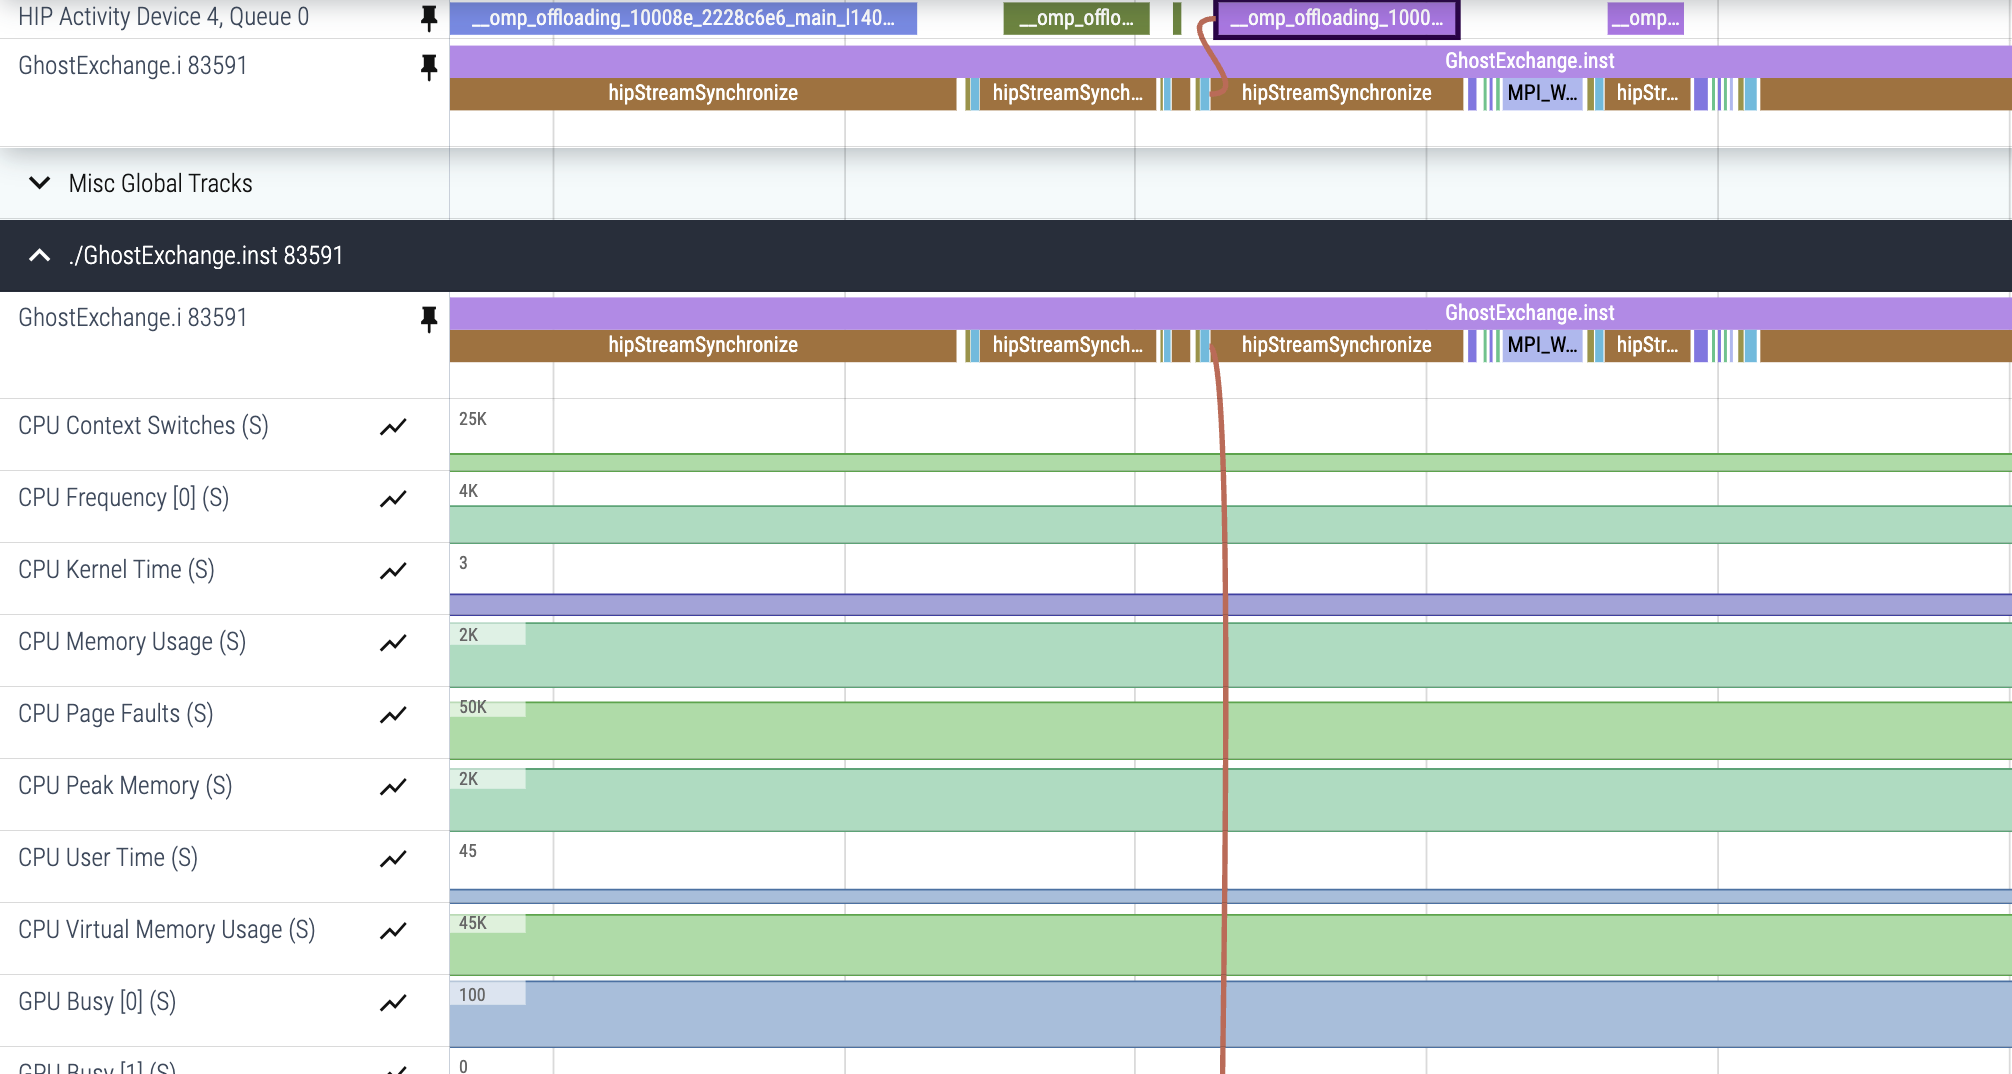 HIP Activity Device 4, Queue 0
__omp_offloading_10008e_2228c6e6_main_l140...
__omp_offlo...
__omp_offloading_1000...
__omp...
GhostExchange.i 83591
GhostExchange.inst
hipStreamSynchronize
hipStreamSynch...
hipStreamSynchronize
MPI_W...
hipStr...
Misc Global Tracks
./GhostExchange.inst 83591
GhostExchange.i 83591
GhostExchange.inst
hipStreamSynchronize
hipStreamSynch...
hipStreamSynchronize
MPI_W...
hipStr...
CPU Context Switches (S)
25K
CPU Frequency [0] (S)
4K
CPU Kernel Time (S)
3
CPU Memory Usage (S)
2K
CPU Page Faults (S)
50K
CPU Peak Memory (S)
2K
CPU User Time (S)
45
CPU Virtual Memory Usage (S)
45K
GPU Busy [0] (S)
100
GPU Busy [1] (S)
0